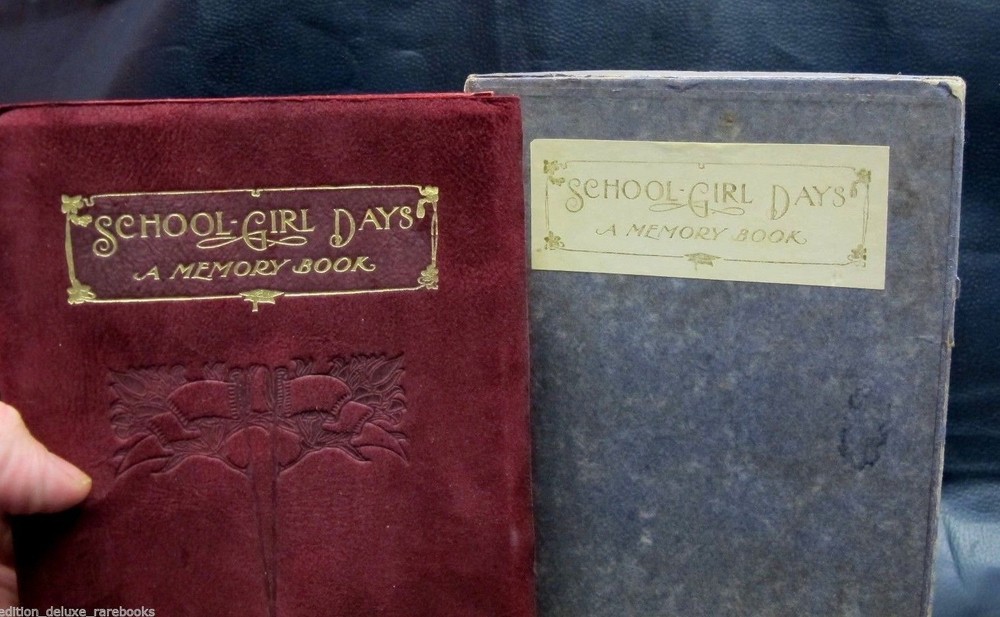 SCHOOL-GIRL DAYS
A MEMORY BOOK
SCHOOL-GIRL DAYS
A MEMORY BOOK
edition_deluxe_rarebooks